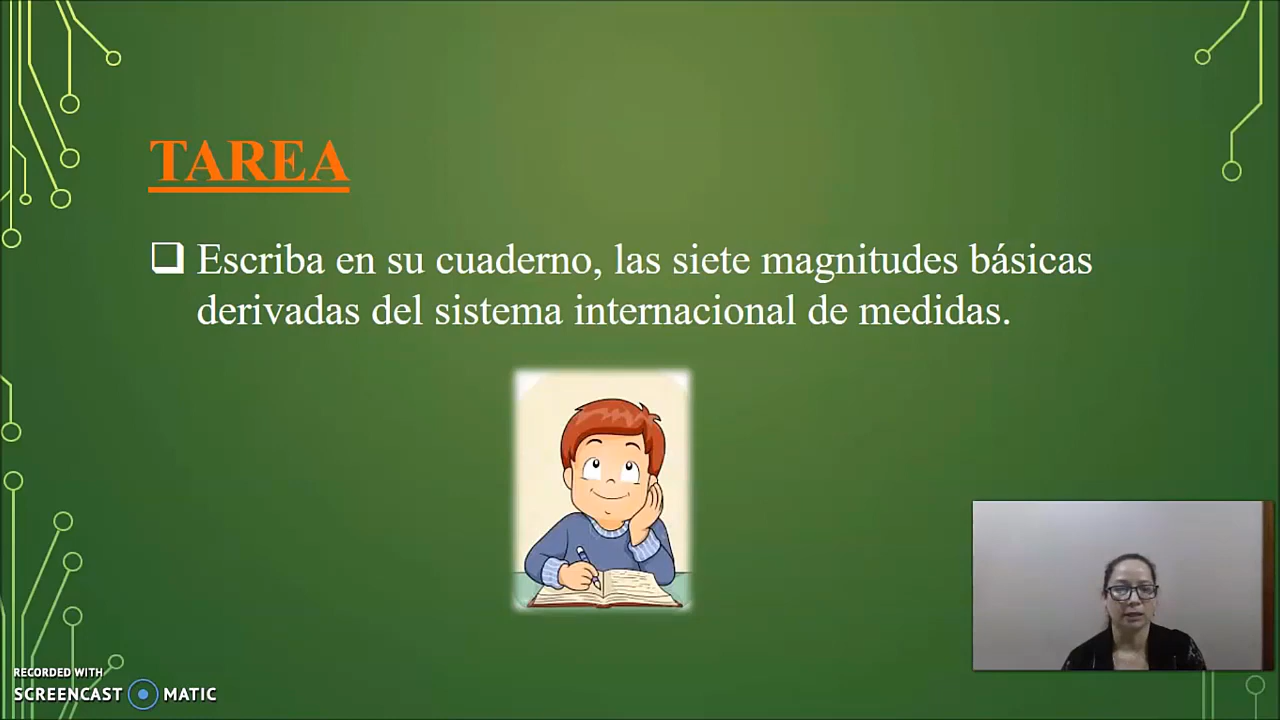 TAREA
❑ Escriba en su cuaderno, las siete magnitudes básicas
derivadas del sistema internacional de medidas.
RECORDED WITH
SCREENCAST MATIC